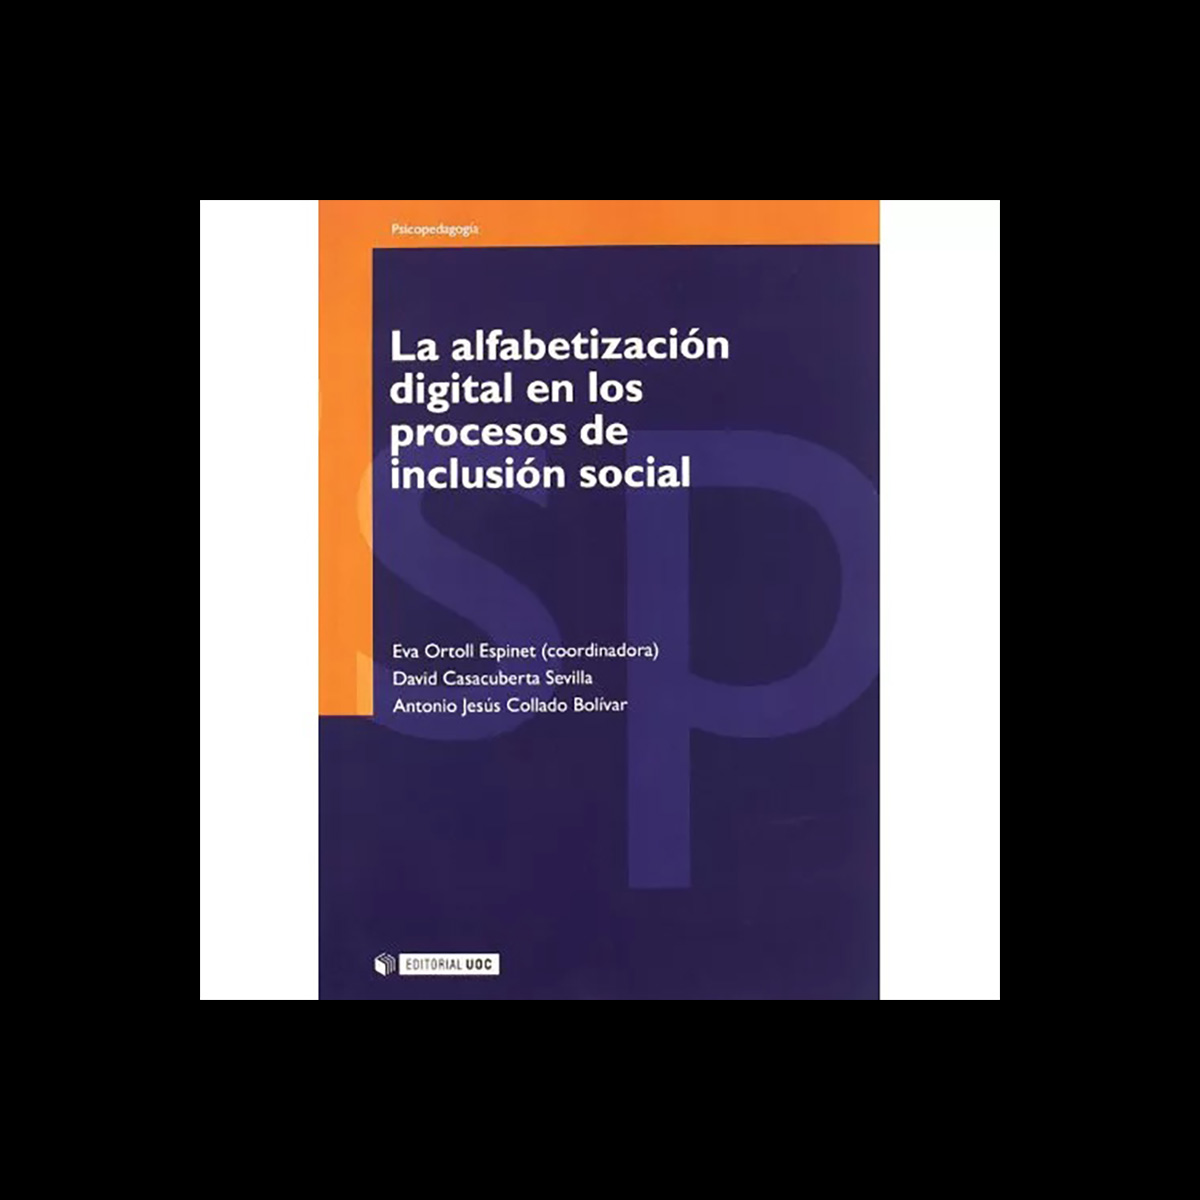 Psicopedagogía
La alfabetización
digital en los
procesos de
inclusión social
sp
Eva Ortoll Espinet (coordinadora)
David Casacuberta Sevilla
Antonio Jesús Collado Bolívar
EDITORIAL UOC